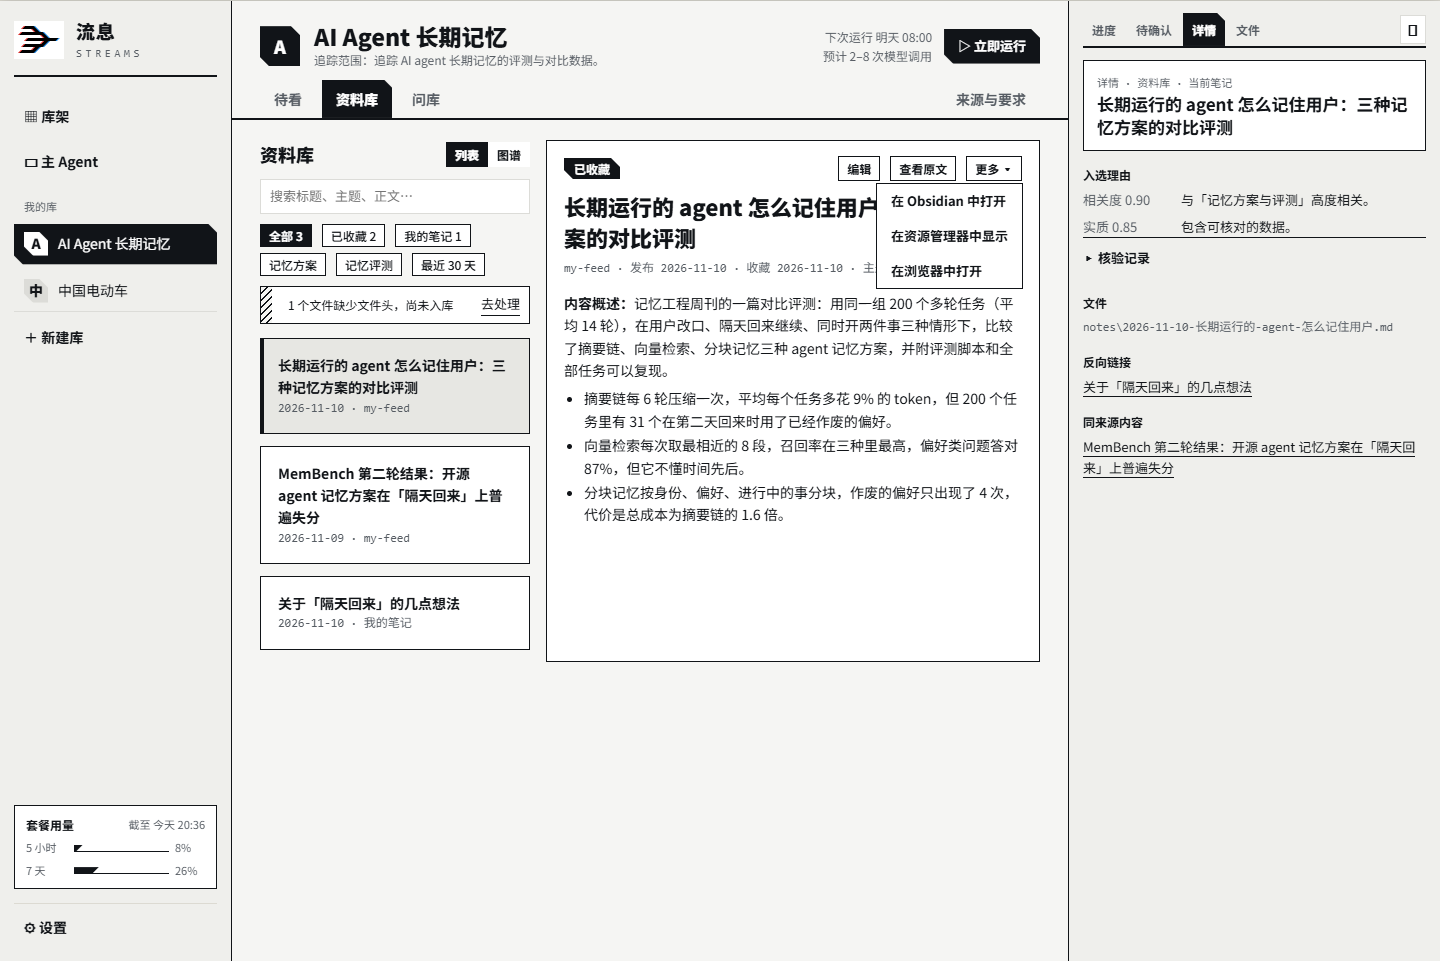 流息
STREAMS
库架
主 Agent
我的库
A AI Agent 长期记忆
中 中国电动车
新建库
套餐用量 截至 今天 20:36
5 小时 8%
7 天 26%
设置
A
AI Agent 长期记忆
追踪范围：追踪 AI agent 长期记忆的评测与对比数据。
下次运行 明天 08:00
预计 2–8 次模型调用
立即运行
待看 资料库 问库 来源与要求
资料库
列表 图谱
搜索标题、主题、正文…
全部 3 已收藏 2 我的笔记 1
记忆方案 记忆评测 最近 30 天
1 个文件缺少文件头，尚未入库 去处理
长期运行的 agent 怎么记住用户：三
种记忆方案的对比评测
2026-11-10 · my-feed
MemBench 第二轮结果：开源
agent 记忆方案在「隔天回来」上普
遍失分
2026-11-09 · my-feed
关于「隔天回来」的几点想法
2026-11-10 · 我的笔记
已收藏 编辑 查看原文 更多
在 Obsidian 中打开
在资源管理器中显示
在浏览器中打开
长期运行的 agent 怎么记住用户
案的对比评测
my-feed · 发布 2026-11-10 · 收藏 2026-11-10 · 主
内容概述：记忆工程周刊的一篇对比评测：用同一组 200 个多轮任务（平
均 14 轮），在用户改口、隔天回来继续、同时开两件事三种情形下，比较
了摘要链、向量检索、分块记忆三种 agent 记忆方案，并附评测脚本和全
部任务可以复现。
• 摘要链每 6 轮压缩一次，平均每个任务多花 9% 的 token，但 200 个任
务里有 31 个在第二天回来时用了已经作废的偏好。
• 向量检索每次取最相近的 8 段，召回率在三种里最高，偏好类问题答对
87%，但它不懂时间先后。
• 分块记忆按身份、偏好、进行中的事分块，作废的偏好只出现了 4 次，
代价是总成本为摘要链的 1.6 倍。
进度 待确认 详情 文件
详情 · 资料库 · 当前笔记
长期运行的 agent 怎么记住用户：三种记
忆方案的对比评测
入选理由
相关度 0.90 与「记忆方案与评测」高度相关。
实质 0.85 包含可核对的数据。
核验记录
文件
notes\2026-11-10-长期运行的-agent-怎么记住用户.md
反向链接
关于「隔天回来」的几点想法
同来源内容
MemBench 第二轮结果：开源 agent 记忆方案在「隔天回
来」上普遍失分